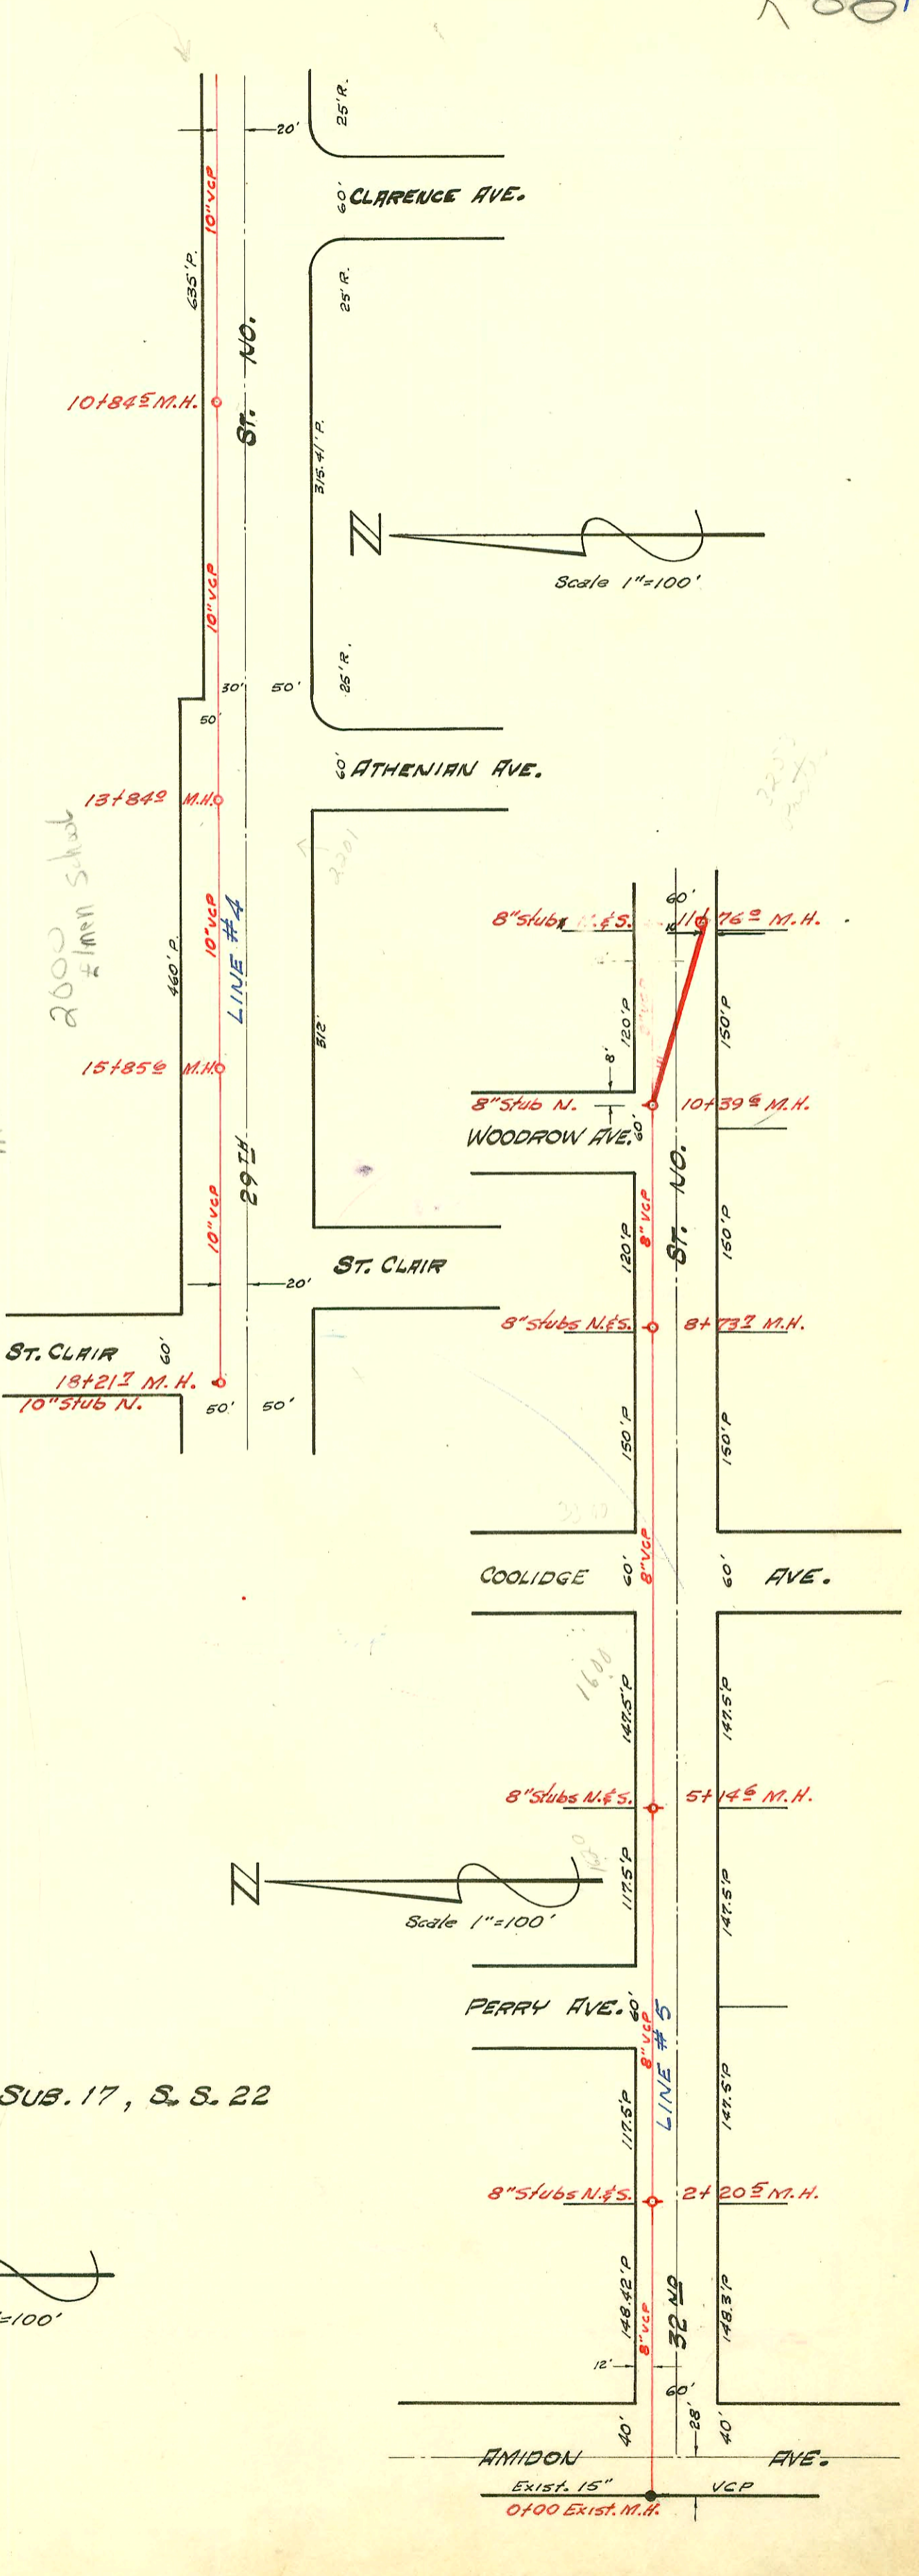 20'
25'R.
10" VCP
60'
CLARENCE AVE.
635' P.
25' R.
ST. NO.
10+84⁵ M.H.
315.41' P.
N
Scale 1"=100'
10" VCP
25' R.
30' 50'
50'
60'
ATHENIAN AVE.
13+84⁰ M.H.
2201
2000
10" VCP
LINE #4
460' P.
312'
15+85⁶ M.H.
29TH
10" VCP
ST. CLAIR
20'
ST. CLAIR
60'
18+21⁷ M.H.
10" Stub N.
50' 50'
60'
8" Stubs N.&S.
11+76⁰ M.H.
10'
120'P
150'P
8'
8" Stub N.
10+39⁶ M.H.
WOODROW AVE.
60'
ST. NO.
8" VCP
120'P
150'P
8" Stubs N.&S.
8+73⁷ M.H.
150'P
150'P
8" VCP
COOLIDGE
60'
60'
AVE.
1600
147.5'P
147.5'P
8" Stubs N.&S.
5+14⁶ M.H.
1620
117.5'P
147.5'P
N
Scale 1"=100'
PERRY AVE.
60'
8" VCP
LINE #5
SUB. 17, S. S. 22
117.5'P
147.5'P
8" Stubs N.&S.
2+20⁵ M.H.
=100'
148.42'P
8" VCP
32ND
148.3'P
12'
60'
40'
28'
40'
AMIDON AVE.
Exist. 15" VCP
0+00 Exist. M.H.